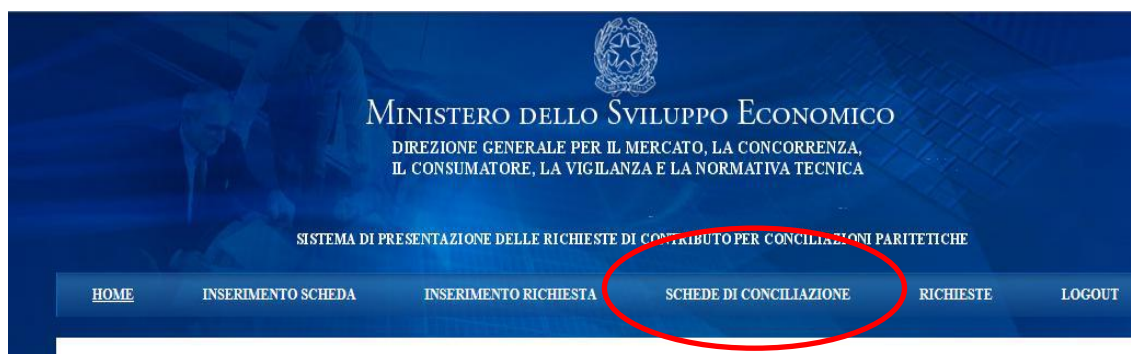 MINISTERO DELLO SVILUPPO ECONOMICO
DIREZIONE GENERALE PER IL MERCATO, LA CONCORRENZA,
IL CONSUMATORE, LA VIGILANZA E LA NORMATIVA TECNICA
SISTEMA DI PRESENTAZIONE DELLE RICHIESTE DI CONTRIBUTO PER CONCILIAZIONI PARITETICHE
HOME INSERIMENTO SCHEDA INSERIMENTO RICHIESTA SCHEDE DI CONCILIAZIONE RICHIESTE LOGOUT